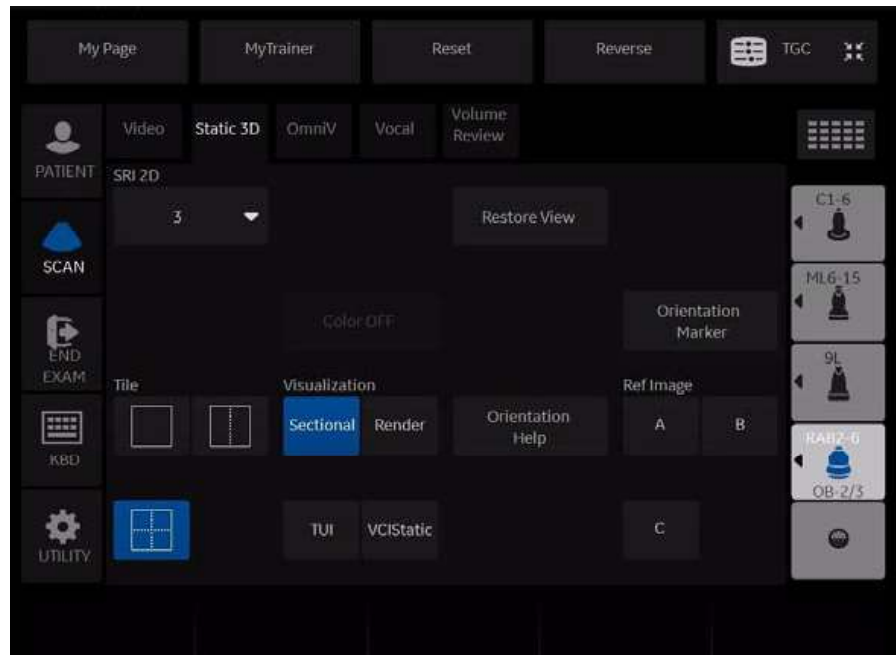 My Page
MyTrainer
Reset
Reverse
TGC
PATIENT
SCAN
END
EXAM
KBD
UTILITY
Video
Static 3D
OmniV
Vocal
Volume
Review
SRI 2D
3
Restore View
Color OFF
Orientation
Marker
Tile
Visualization
Ref Image
Sectional
Render
Orientation
Help
A
B
TUI
VCIStatic
C
C1-6
ML6-15
9L
RAB2-6
OB-2/3